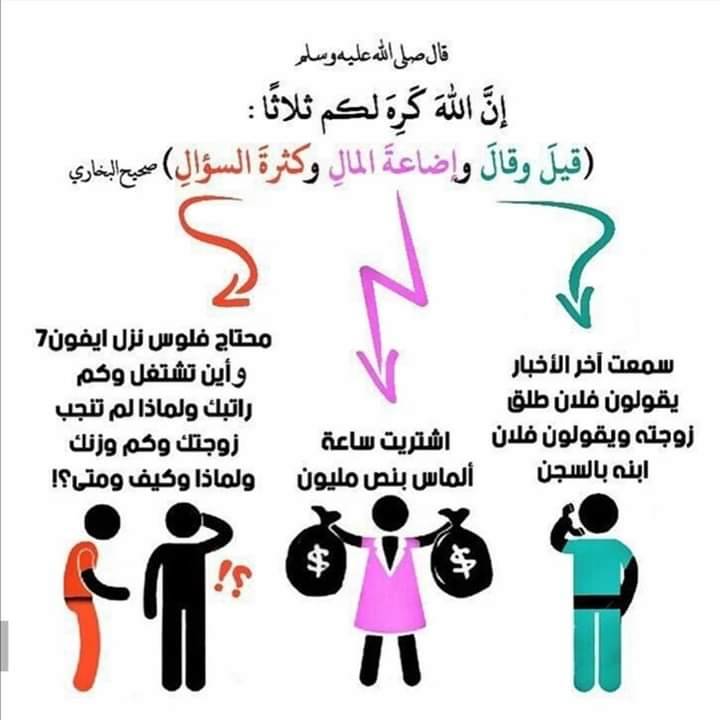 قال صلى الله عليه وسلم
إنَّ اللهَ كَرِهَ لكم ثلاثًا :
(قيلَ وقالَ وإضاعةَ المالِ وكثرةَ السؤالِ) صحيح البخاري
سمعت آخر الأخبار
يقولون فلان طلق
زوجته ويقولون فلان
ابنه بالسجن
اشتريت ساعة
ألماس بنص مليون
محتاج فلوس نزل ايفون7
وأين تشتغل وكم
راتبك ولماذا لم تنجب
زوجتك وكم وزنك
ولماذا وكيف ومتى؟!
$ $
؟!